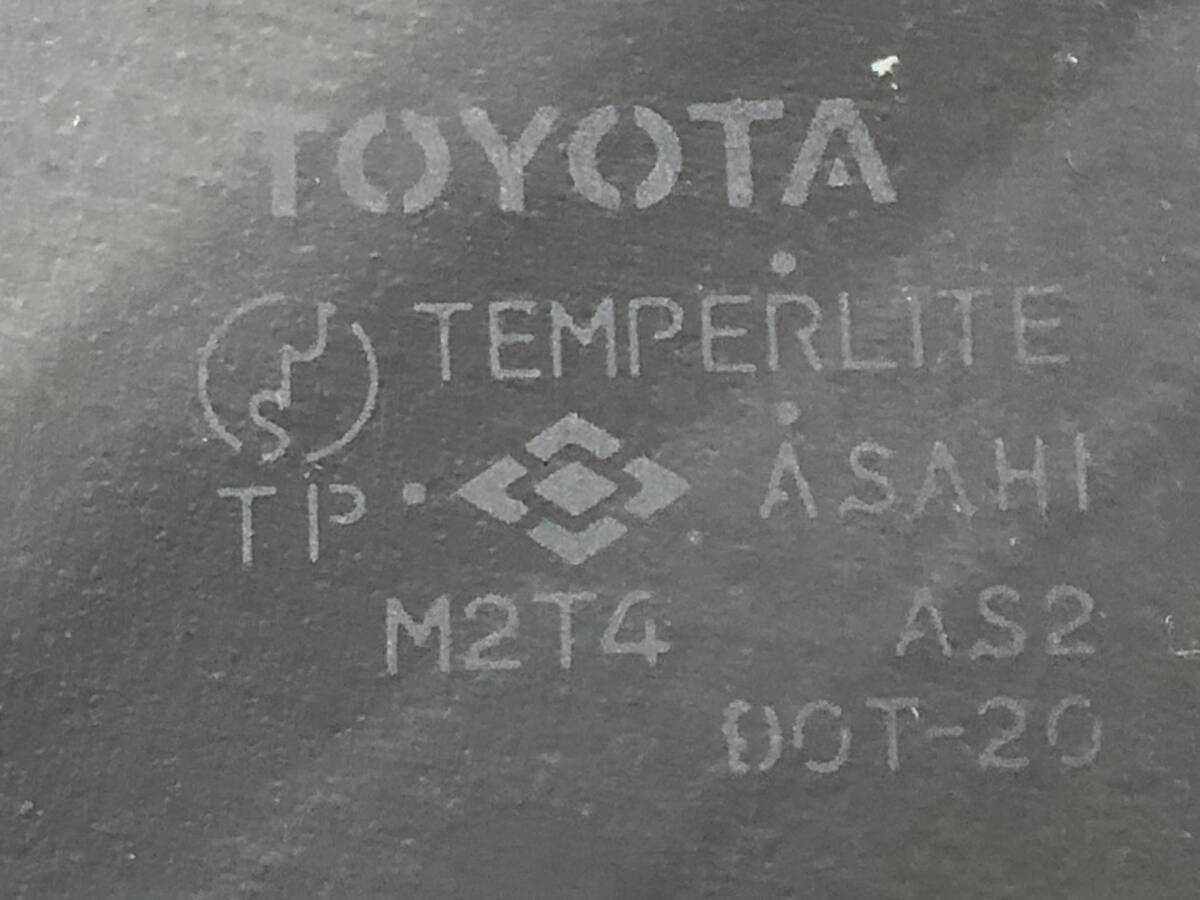 TOYOTA
TEMPERLITE
TP ASAHI
M2T4 AS2
DOT-20